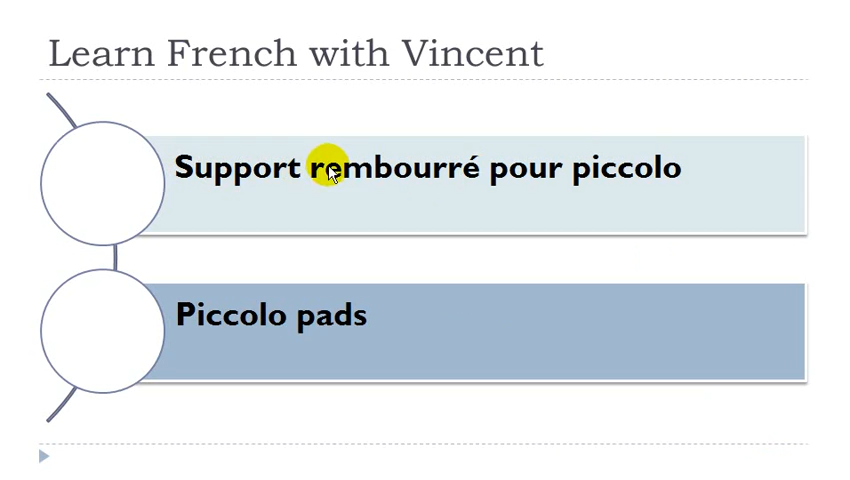 Learn French with Vincent
Support rembourré pour piccolo
Piccolo pads